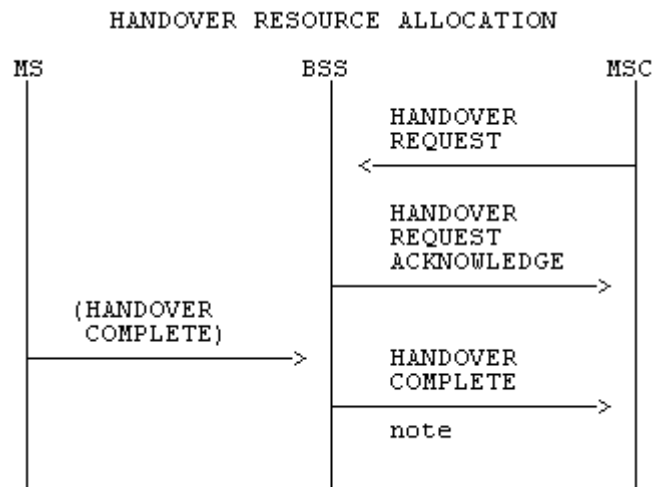 HANDOVER RESOURCE ALLOCATION
MS BSS MSC
HANDOVER
REQUEST
HANDOVER
REQUEST
ACKNOWLEDGE
(HANDOVER
COMPLETE)
HANDOVER
COMPLETE
note